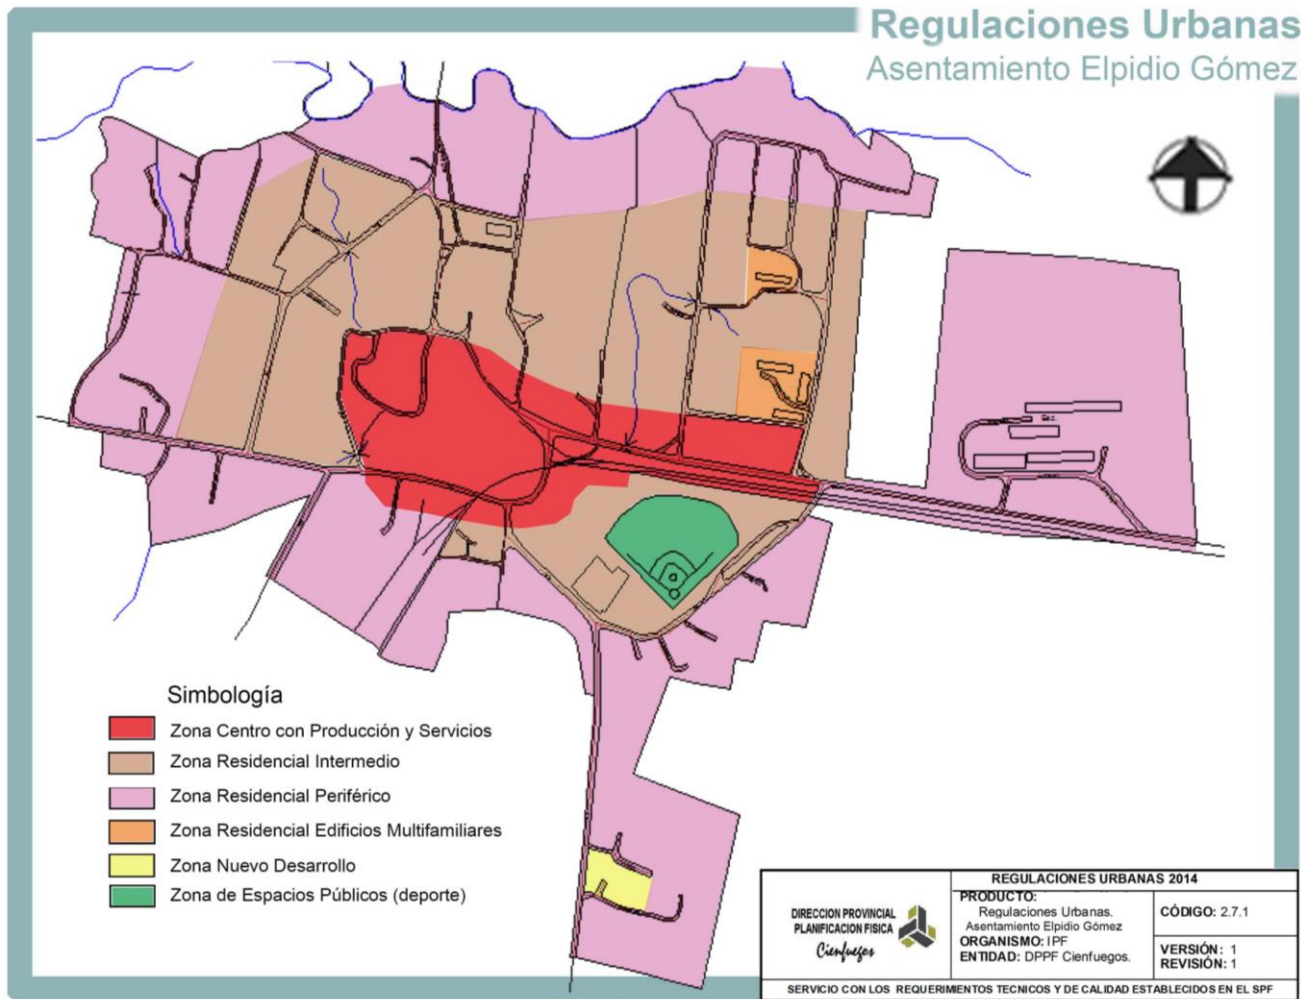 Regulaciones Urbanas
Asentamiento Elpidio Gómez
Esc.
Simbología
Zona Centro con Producción y Servicios
Zona Residencial Intermedio
Zona Residencial Periférico
Zona Residencial Edificios Multifamiliares
Zona Nuevo Desarrollo
Zona de Espacios Públicos (deporte)
DIRECCION PROVINCIAL
PLANIFICACION FISICA
Cienfuegos
REGULACIONES URBANAS 2014
PRODUCTO:
Regulaciones Urbanas.
Asentamiento Elpidio Gómez
ORGANISMO: IPF
ENTIDAD: DPPF Cienfuegos.
CÓDIGO: 2.7.1
VERSIÓN: 1
REVISIÓN: 1
SERVICIO CON LOS REQUERIMIENTOS TECNICOS Y DE CALIDAD ESTABLECIDOS EN EL SPF